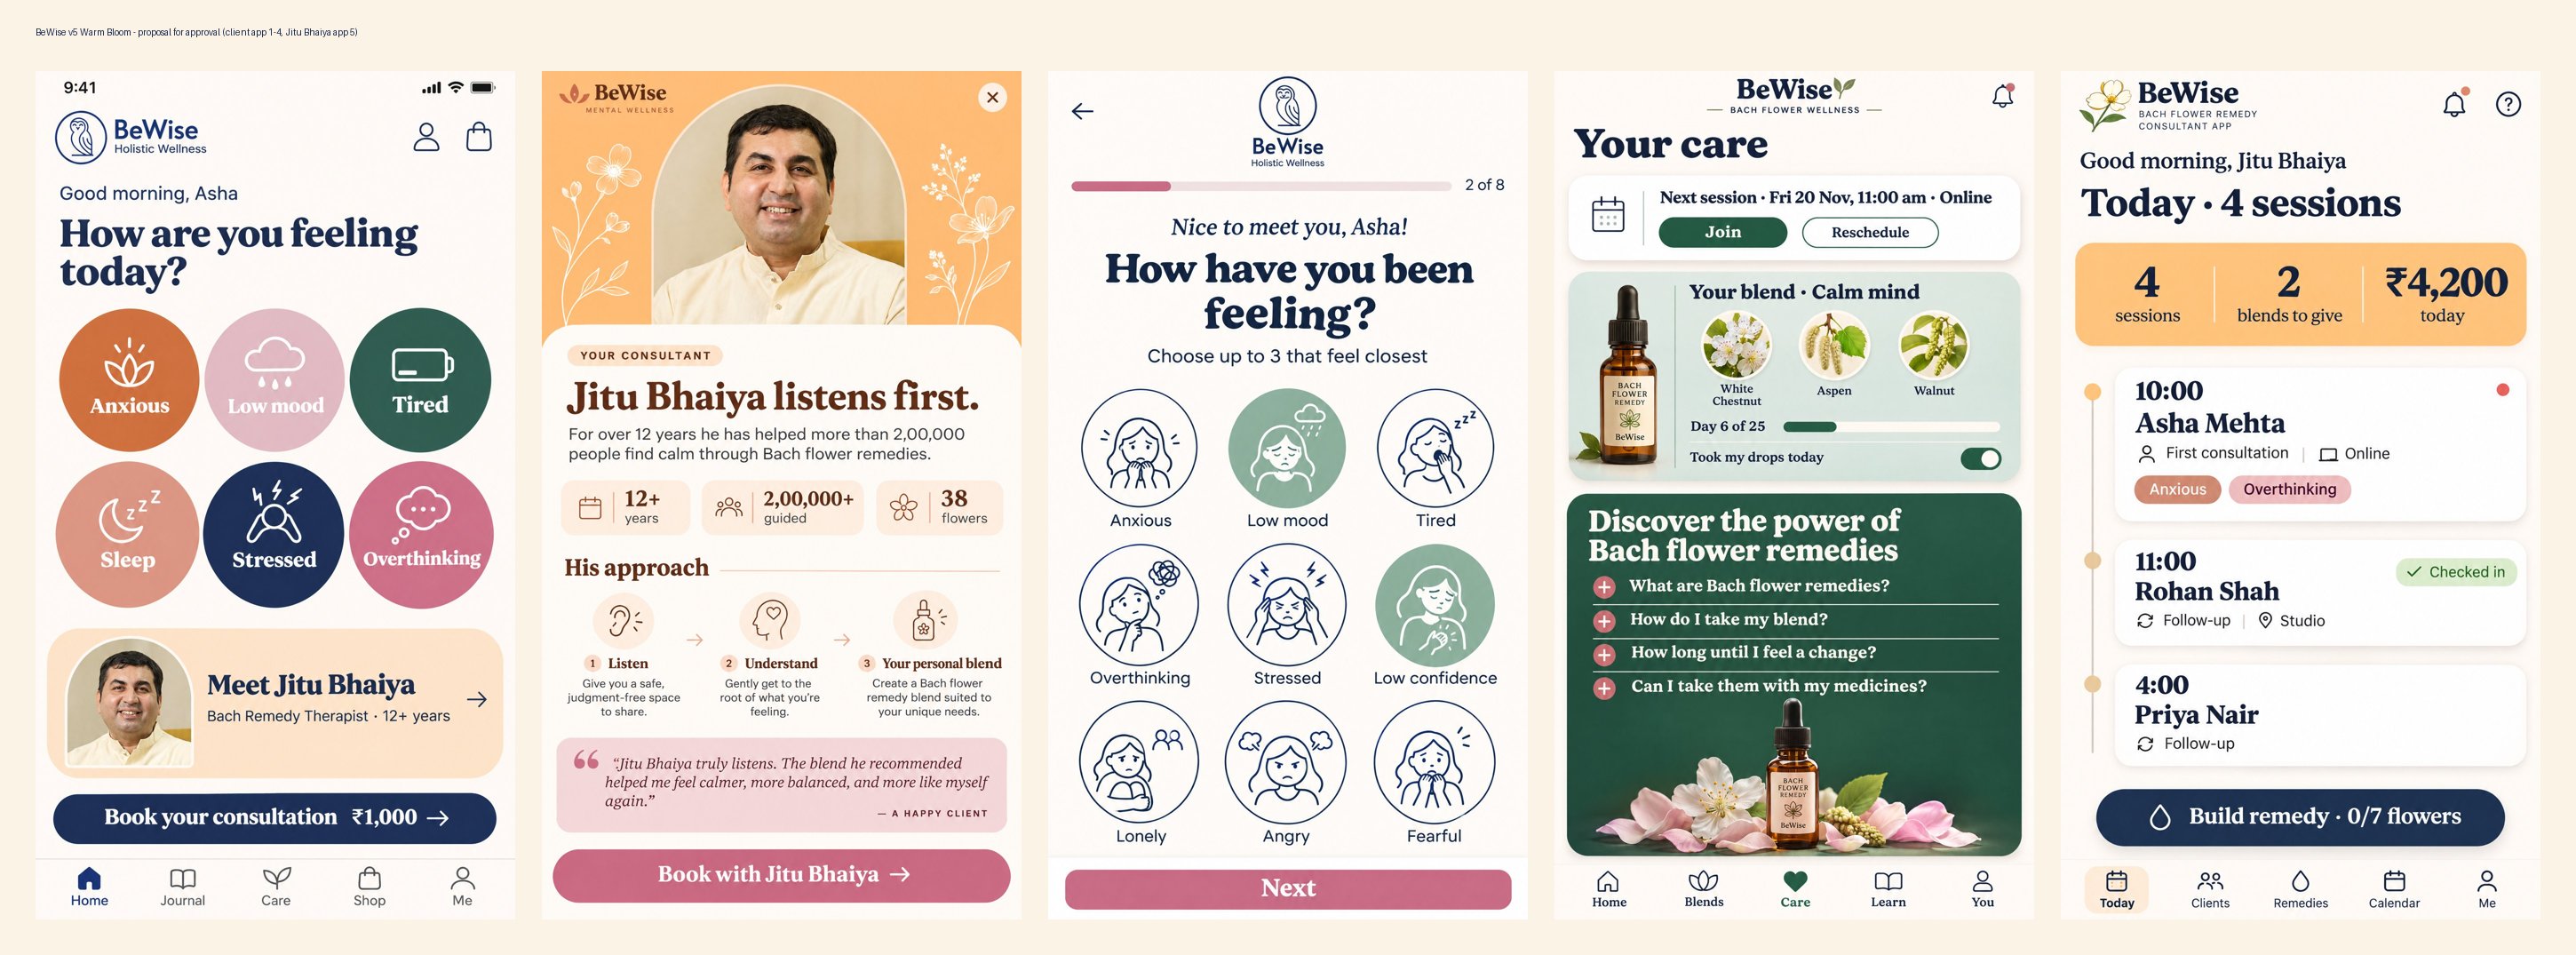 BeWise v5 Warm Bloom - proposal for approval (client app 1-4, Jitu Bhaiya app 5)
9:41
BeWise
Holistic Wellness
Good morning, Asha
How are you feeling
today?
Anxious
Low mood
Tired
z z Z
Sleep
Stressed
Overthinking
Meet Jitu Bhaiya
Bach Remedy Therapist · 12+ years
Book your consultation ₹1,000 →
Home
Journal
Care
Shop
Me
BeWise
MENTAL WELLNESS
YOUR CONSULTANT
Jitu Bhaiya listens first.
For over 12 years he has helped more than 2,00,000
people find calm through Bach flower remedies.
12+
years
2,00,000+
guided
38
flowers
His approach
1 Listen
Give you a safe,
judgment-free space
to share.
2 Understand
Gently get to the
root of what you're
feeling.
3 Your personal blend
Create a Bach flower
remedy blend suited to
your unique needs.
“Jitu Bhaiya truly listens. The blend he recommended
helped me feel calmer, more balanced, and more like myself
again.”
— A HAPPY CLIENT
Book with Jitu Bhaiya →
BeWise
Holistic Wellness
2 of 8
Nice to meet you, Asha!
How have you been
feeling?
Choose up to 3 that feel closest
Anxious
Low mood
z z Z
Tired
Overthinking
Stressed
Low confidence
Lonely
Angry
Fearful
Next
BeWise
BACH FLOWER WELLNESS
Your care
Next session · Fri 20 Nov, 11:00 am · Online
Join
Reschedule
Your blend · Calm mind
BACH
FLOWER
REMEDY
BeWise
White
Chestnut
Aspen
Walnut
Day 6 of 25
Took my drops today
Discover the power of
Bach flower remedies
What are Bach flower remedies?
How do I take my blend?
How long until I feel a change?
Can I take them with my medicines?
BACH
FLOWER
REMEDY
BeWise
Home
Blends
Care
Learn
You
BeWise
BACH FLOWER REMEDY
CONSULTANT APP
Good morning, Jitu Bhaiya
Today · 4 sessions
4
sessions
2
blends to give
₹4,200
today
10:00
Asha Mehta
First consultation | Online
Anxious
Overthinking
11:00
Rohan Shah
Checked in
Follow-up | Studio
4:00
Priya Nair
Follow-up
Build remedy · 0/7 flowers
Today
Clients
Remedies
Calendar
Me